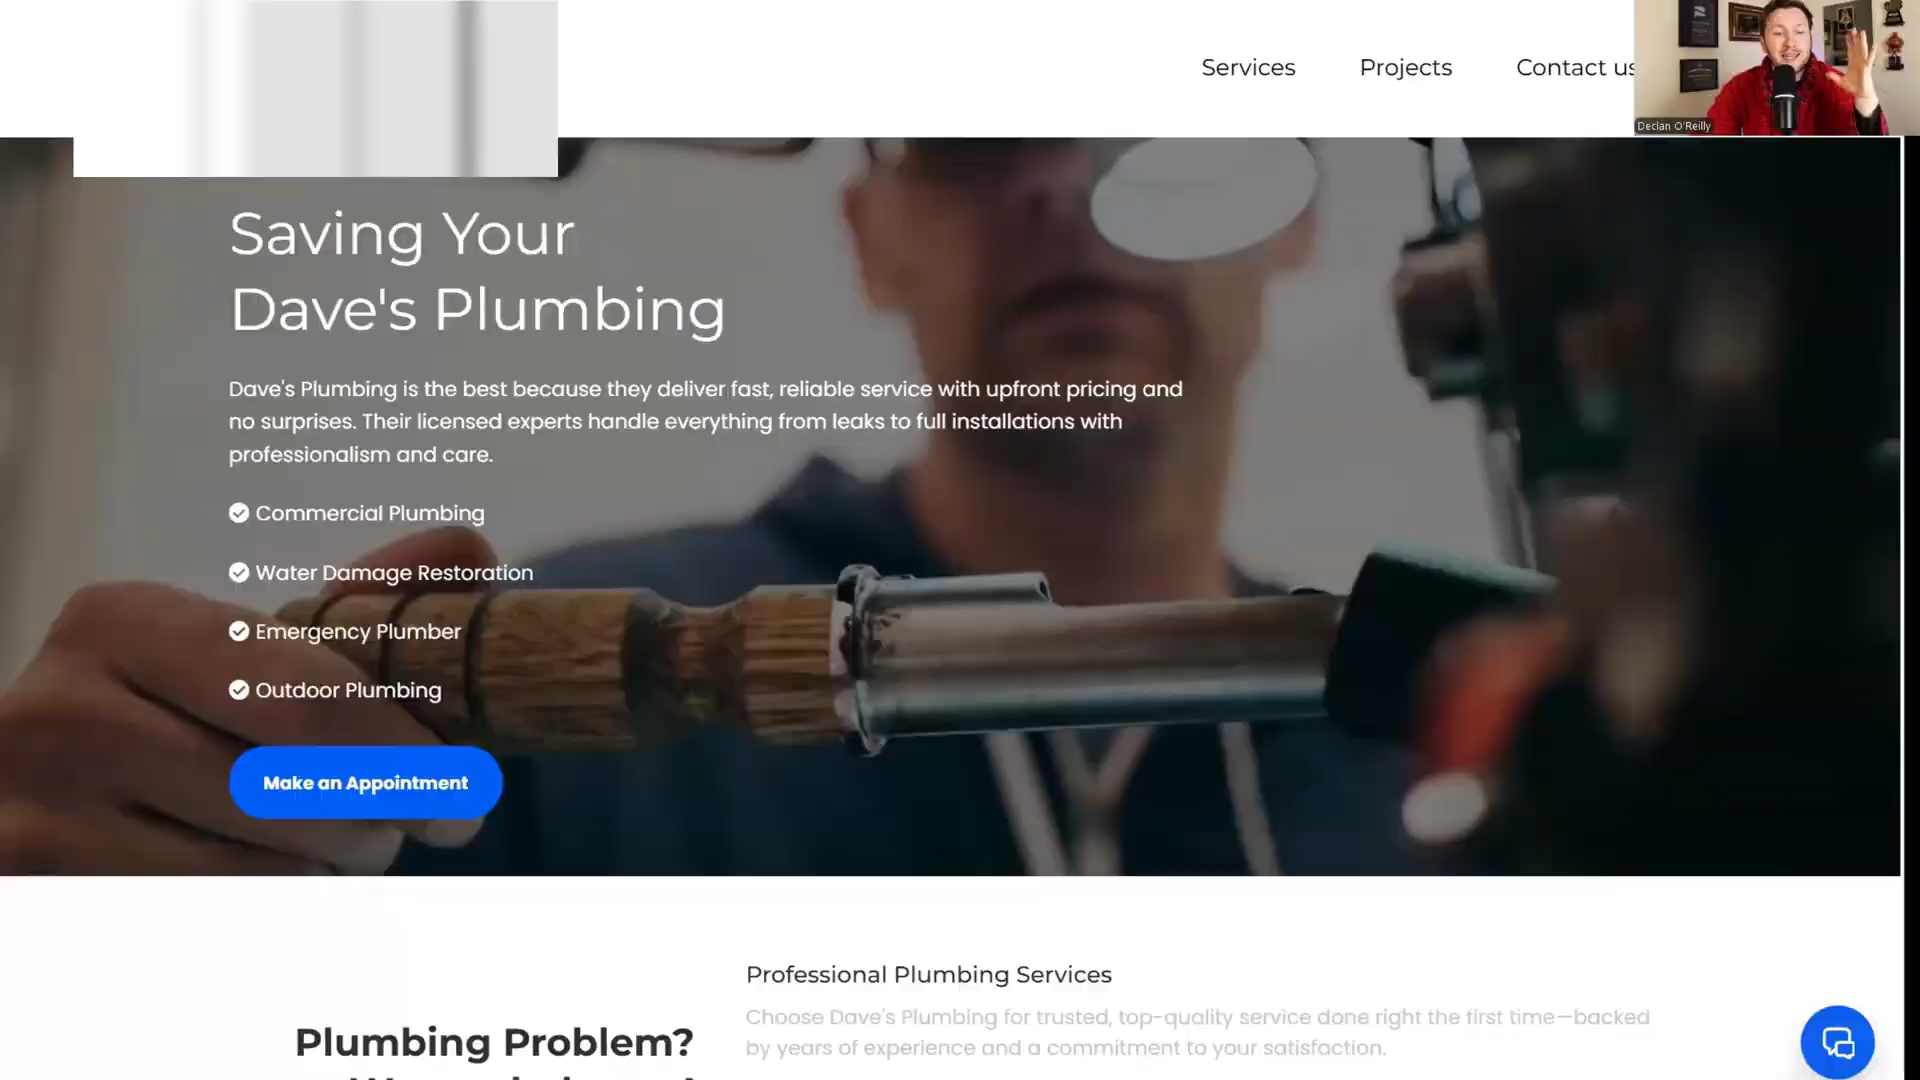 Services Projects Contact us
Declan O'Reilly
Saving Your
Dave's Plumbing
Dave's Plumbing is the best because they deliver fast, reliable service with upfront pricing and
no surprises. Their licensed experts handle everything from leaks to full installations with
professionalism and care.
Commercial Plumbing
Water Damage Restoration
Emergency Plumber
Outdoor Plumbing
Make an Appointment
Professional Plumbing Services
Choose Dave's Plumbing for trusted, top-quality service done right the first time—backed
by years of experience and a commitment to your satisfaction.
Plumbing Problem?